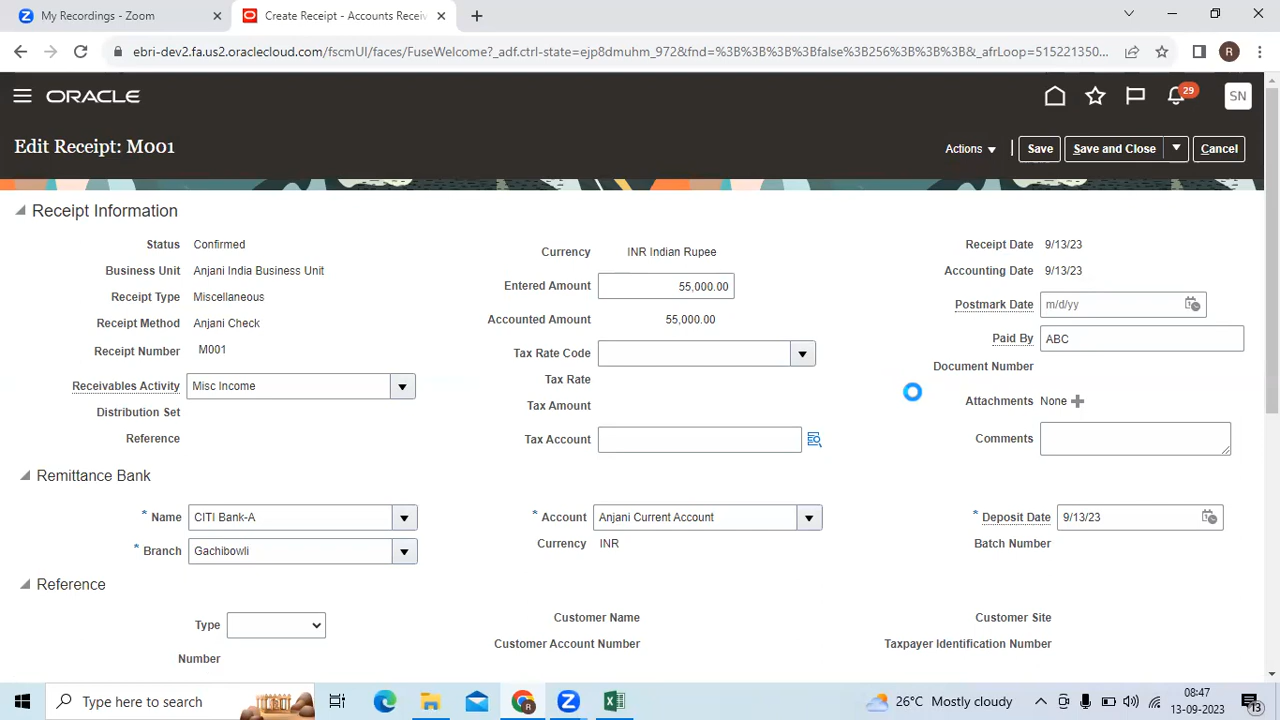 My Recordings - Zoom
Create Receipt - Accounts Receiv
ebri-dev2.fa.us2.oraclecloud.com/fscmUI/faces/FuseWelcome?_adf.ctrl-state=ejp8dmuhm_972&fnd=%3B%3B%3B%3Bfalse%3B256%3B%3B%3B&_afrLoop=515221350...
R
ORACLE
29
SN
Edit Receipt: M001
Actions
Save
Save and Close
Cancel
Receipt Information
Status Confirmed
Business Unit Anjani India Business Unit
Receipt Type Miscellaneous
Receipt Method Anjani Check
Receipt Number M001
Receivables Activity Misc Income
Distribution Set
Reference
Currency INR Indian Rupee
Entered Amount 55,000.00
Accounted Amount 55,000.00
Tax Rate Code
Tax Rate
Tax Amount
Tax Account
Receipt Date 9/13/23
Accounting Date 9/13/23
Postmark Date m/d/yy
Paid By ABC
Document Number
Attachments None
Comments
Remittance Bank
* Name CITI Bank-A
* Branch Gachibowli
* Account Anjani Current Account
Currency INR
* Deposit Date 9/13/23
Batch Number
Reference
Type
Number
Customer Name
Customer Account Number
Customer Site
Taxpayer Identification Number
Type here to search
R
26°C Mostly cloudy
08:47
13-09-2023
13